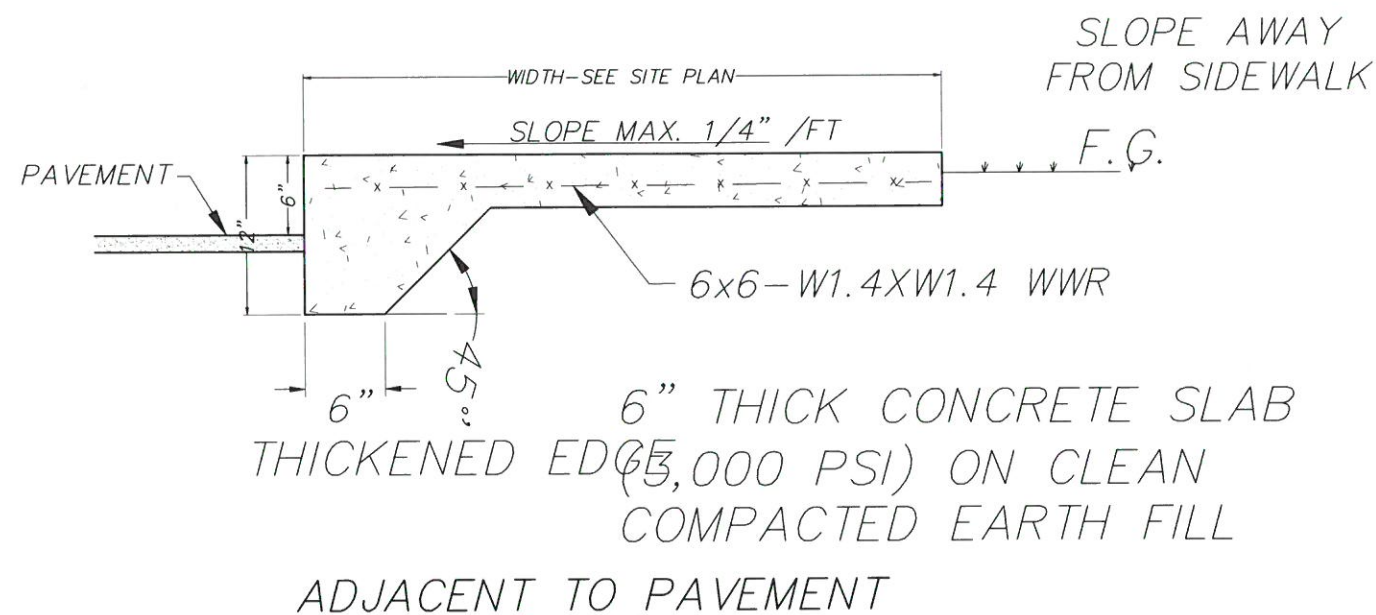 SLOPE AWAY
FROM SIDEWALK
WIDTH-SEE SITE PLAN
SLOPE MAX. 1/4" /FT
F.G.
PAVEMENT
6"
12"
6x6-W1.4XW1.4 WWR
45°
6"
THICKENED EDGE
6" THICK CONCRETE SLAB
(3,000 PSI) ON CLEAN
COMPACTED EARTH FILL
ADJACENT TO PAVEMENT